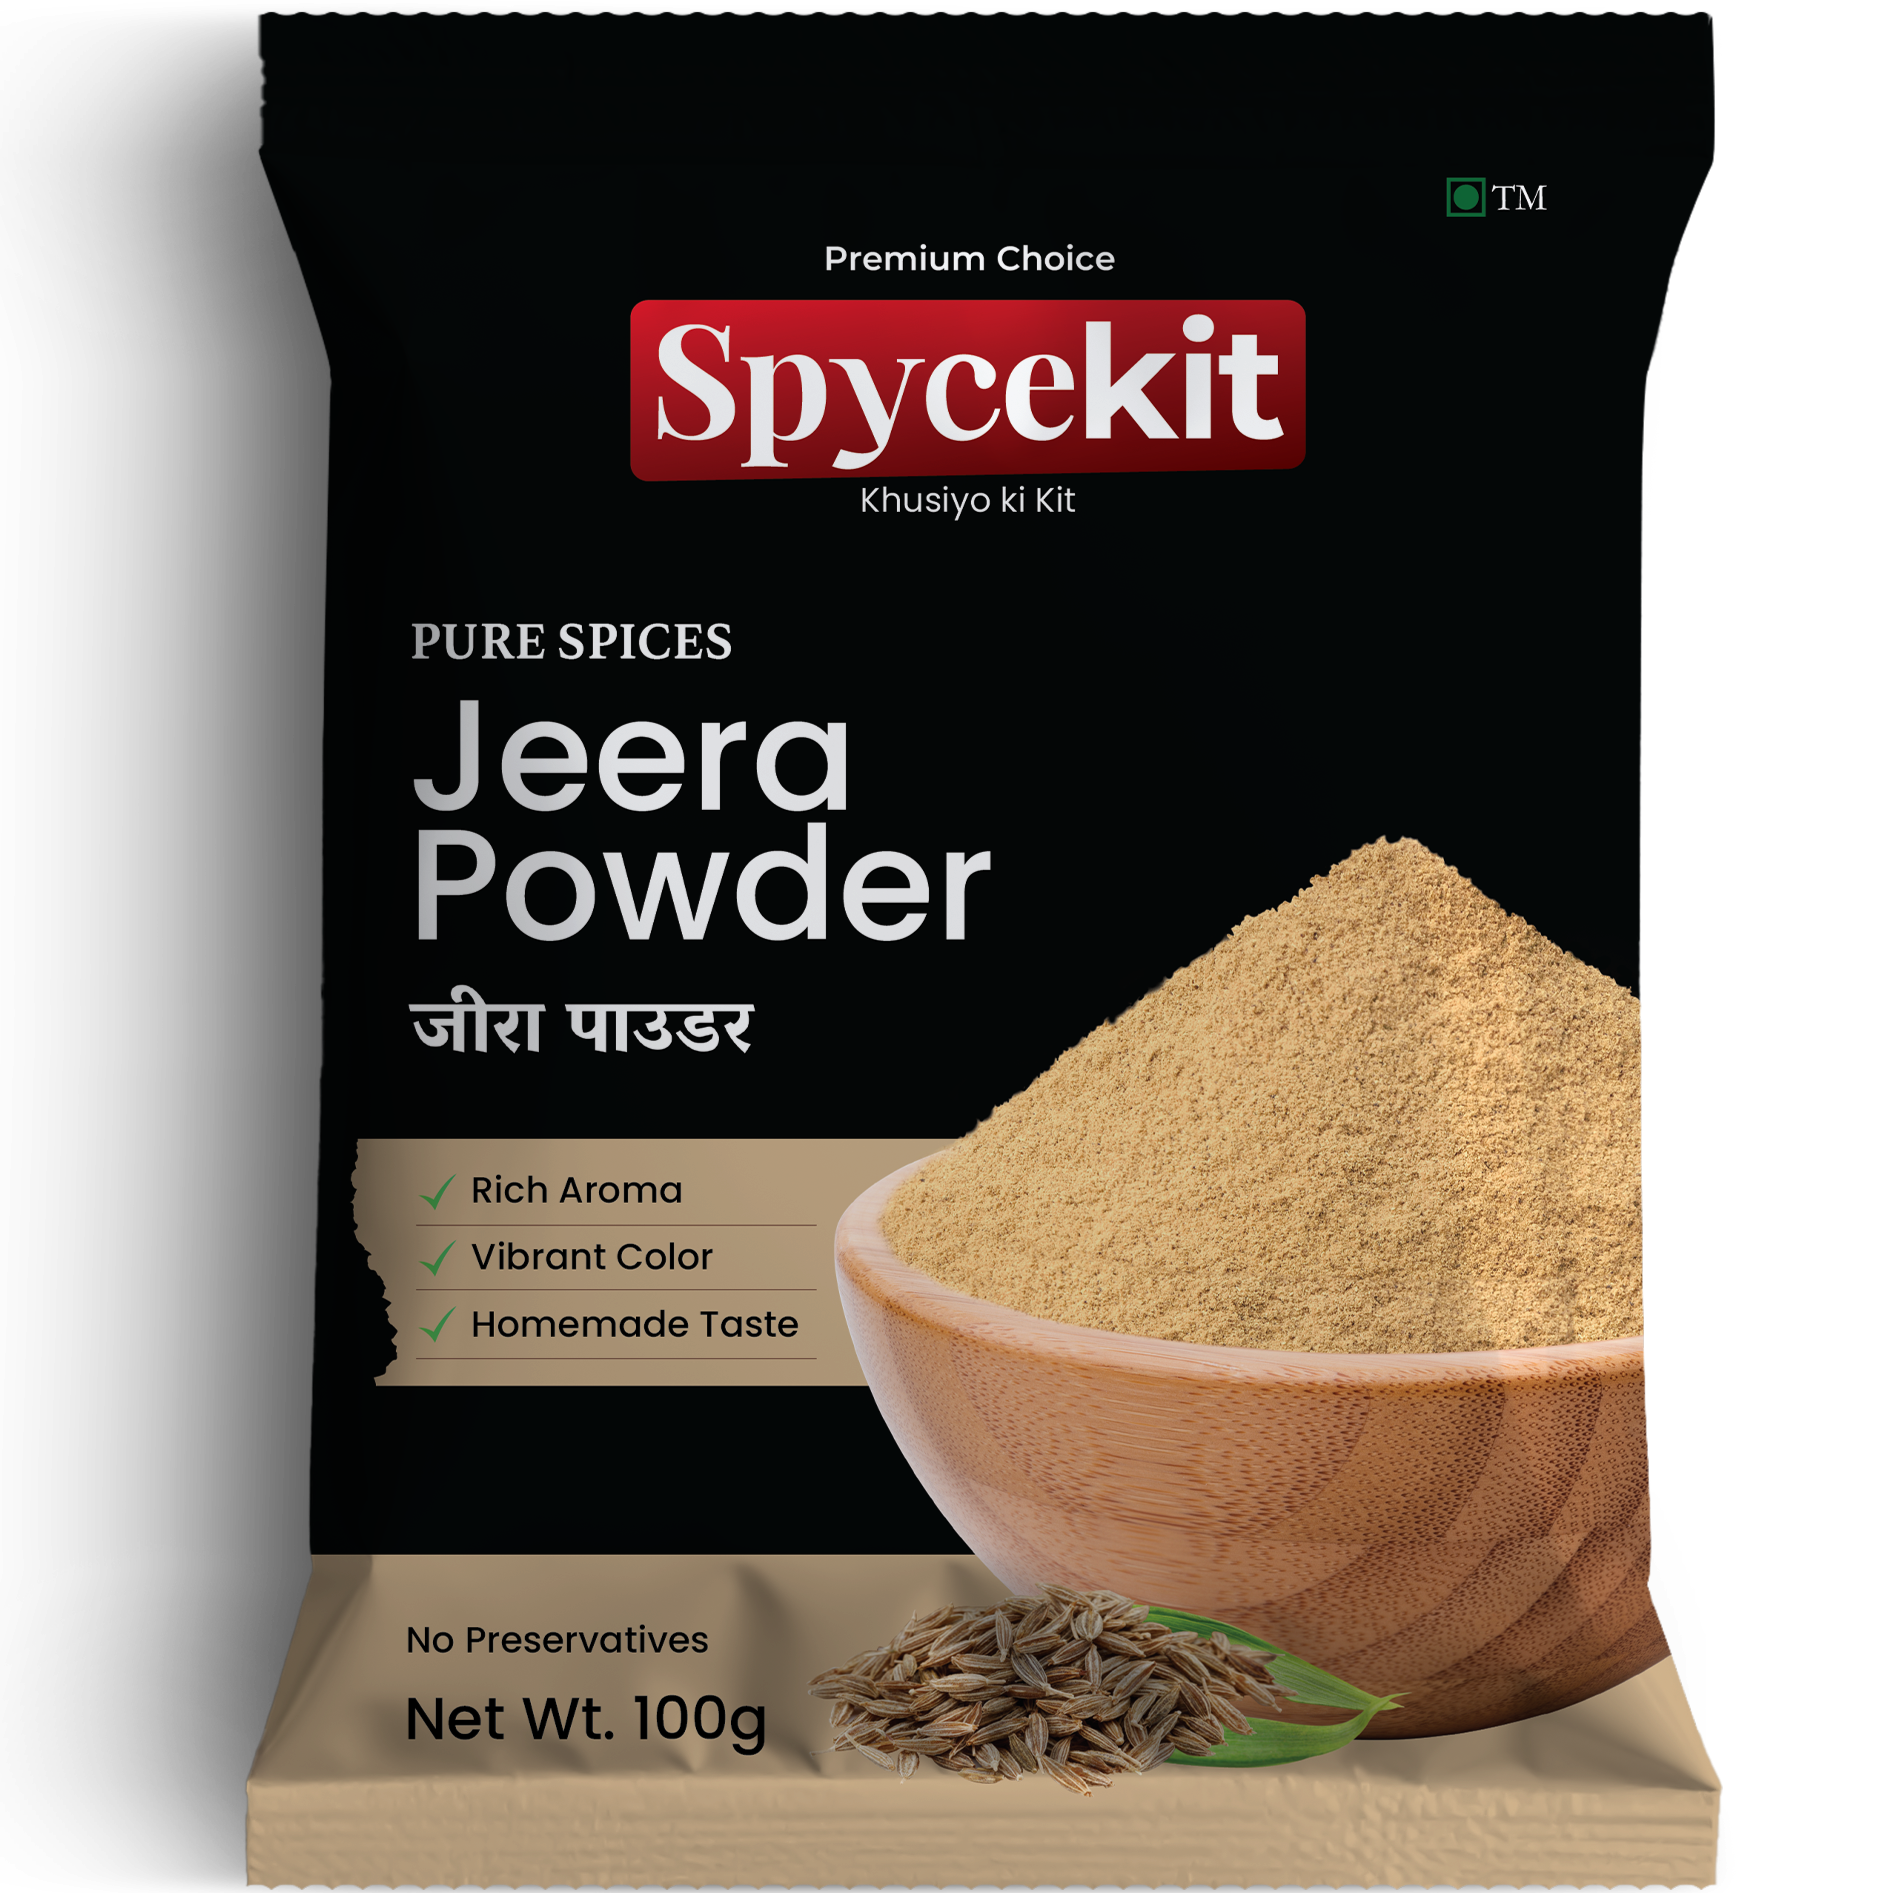 TM
Premium Choice
Spycekit
Khusiyo ki Kit
PURE SPICES
Jeera
Powder
जीरा पाउडर
Rich Aroma
Vibrant Color
Homemade Taste
No Preservatives
Net Wt. 100g